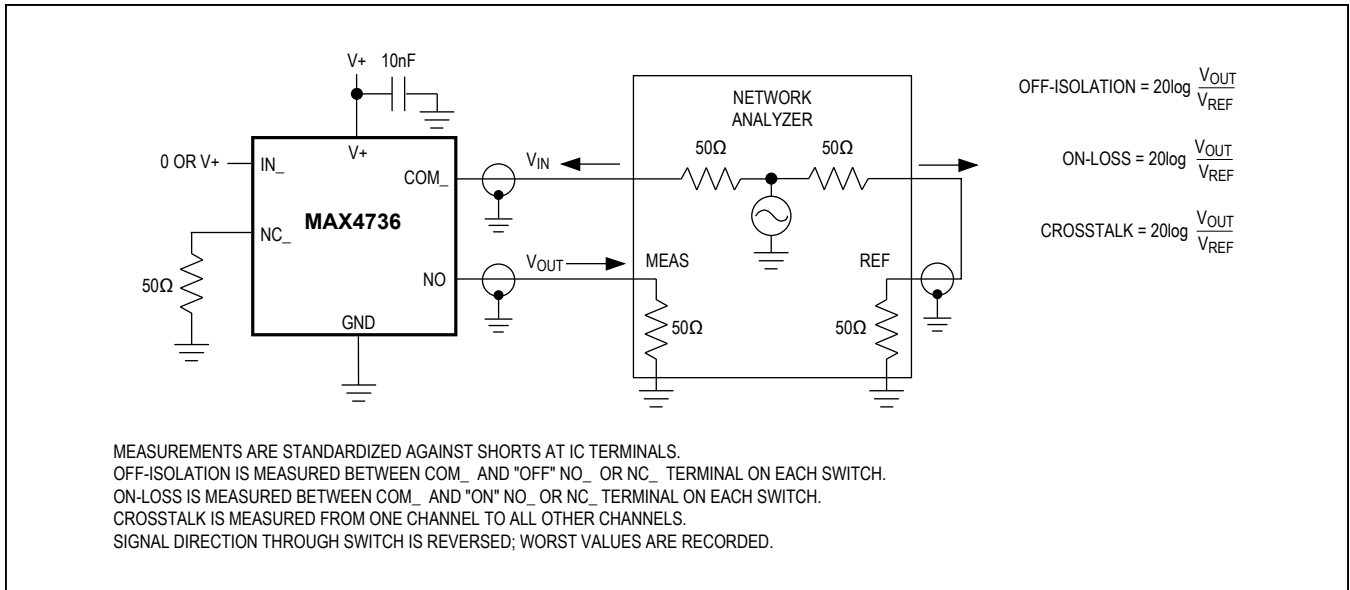 V+ 10nF
V+
0 OR V+
IN_
COM_
MAX4736
NC_
NO
50Ω
GND
VIN
VOUT
NETWORK
ANALYZER
50Ω 50Ω
MEAS REF
50Ω 50Ω
OFF-ISOLATION = 20log VOUT
VREF
ON-LOSS = 20log VOUT
VREF
CROSSTALK = 20log VOUT
VREF
MEASUREMENTS ARE STANDARDIZED AGAINST SHORTS AT IC TERMINALS.
OFF-ISOLATION IS MEASURED BETWEEN COM_ AND "OFF" NO_ OR NC_ TERMINAL ON EACH SWITCH.
ON-LOSS IS MEASURED BETWEEN COM_ AND "ON" NO_ OR NC_ TERMINAL ON EACH SWITCH.
CROSSTALK IS MEASURED FROM ONE CHANNEL TO ALL OTHER CHANNELS.
SIGNAL DIRECTION THROUGH SWITCH IS REVERSED; WORST VALUES ARE RECORDED.